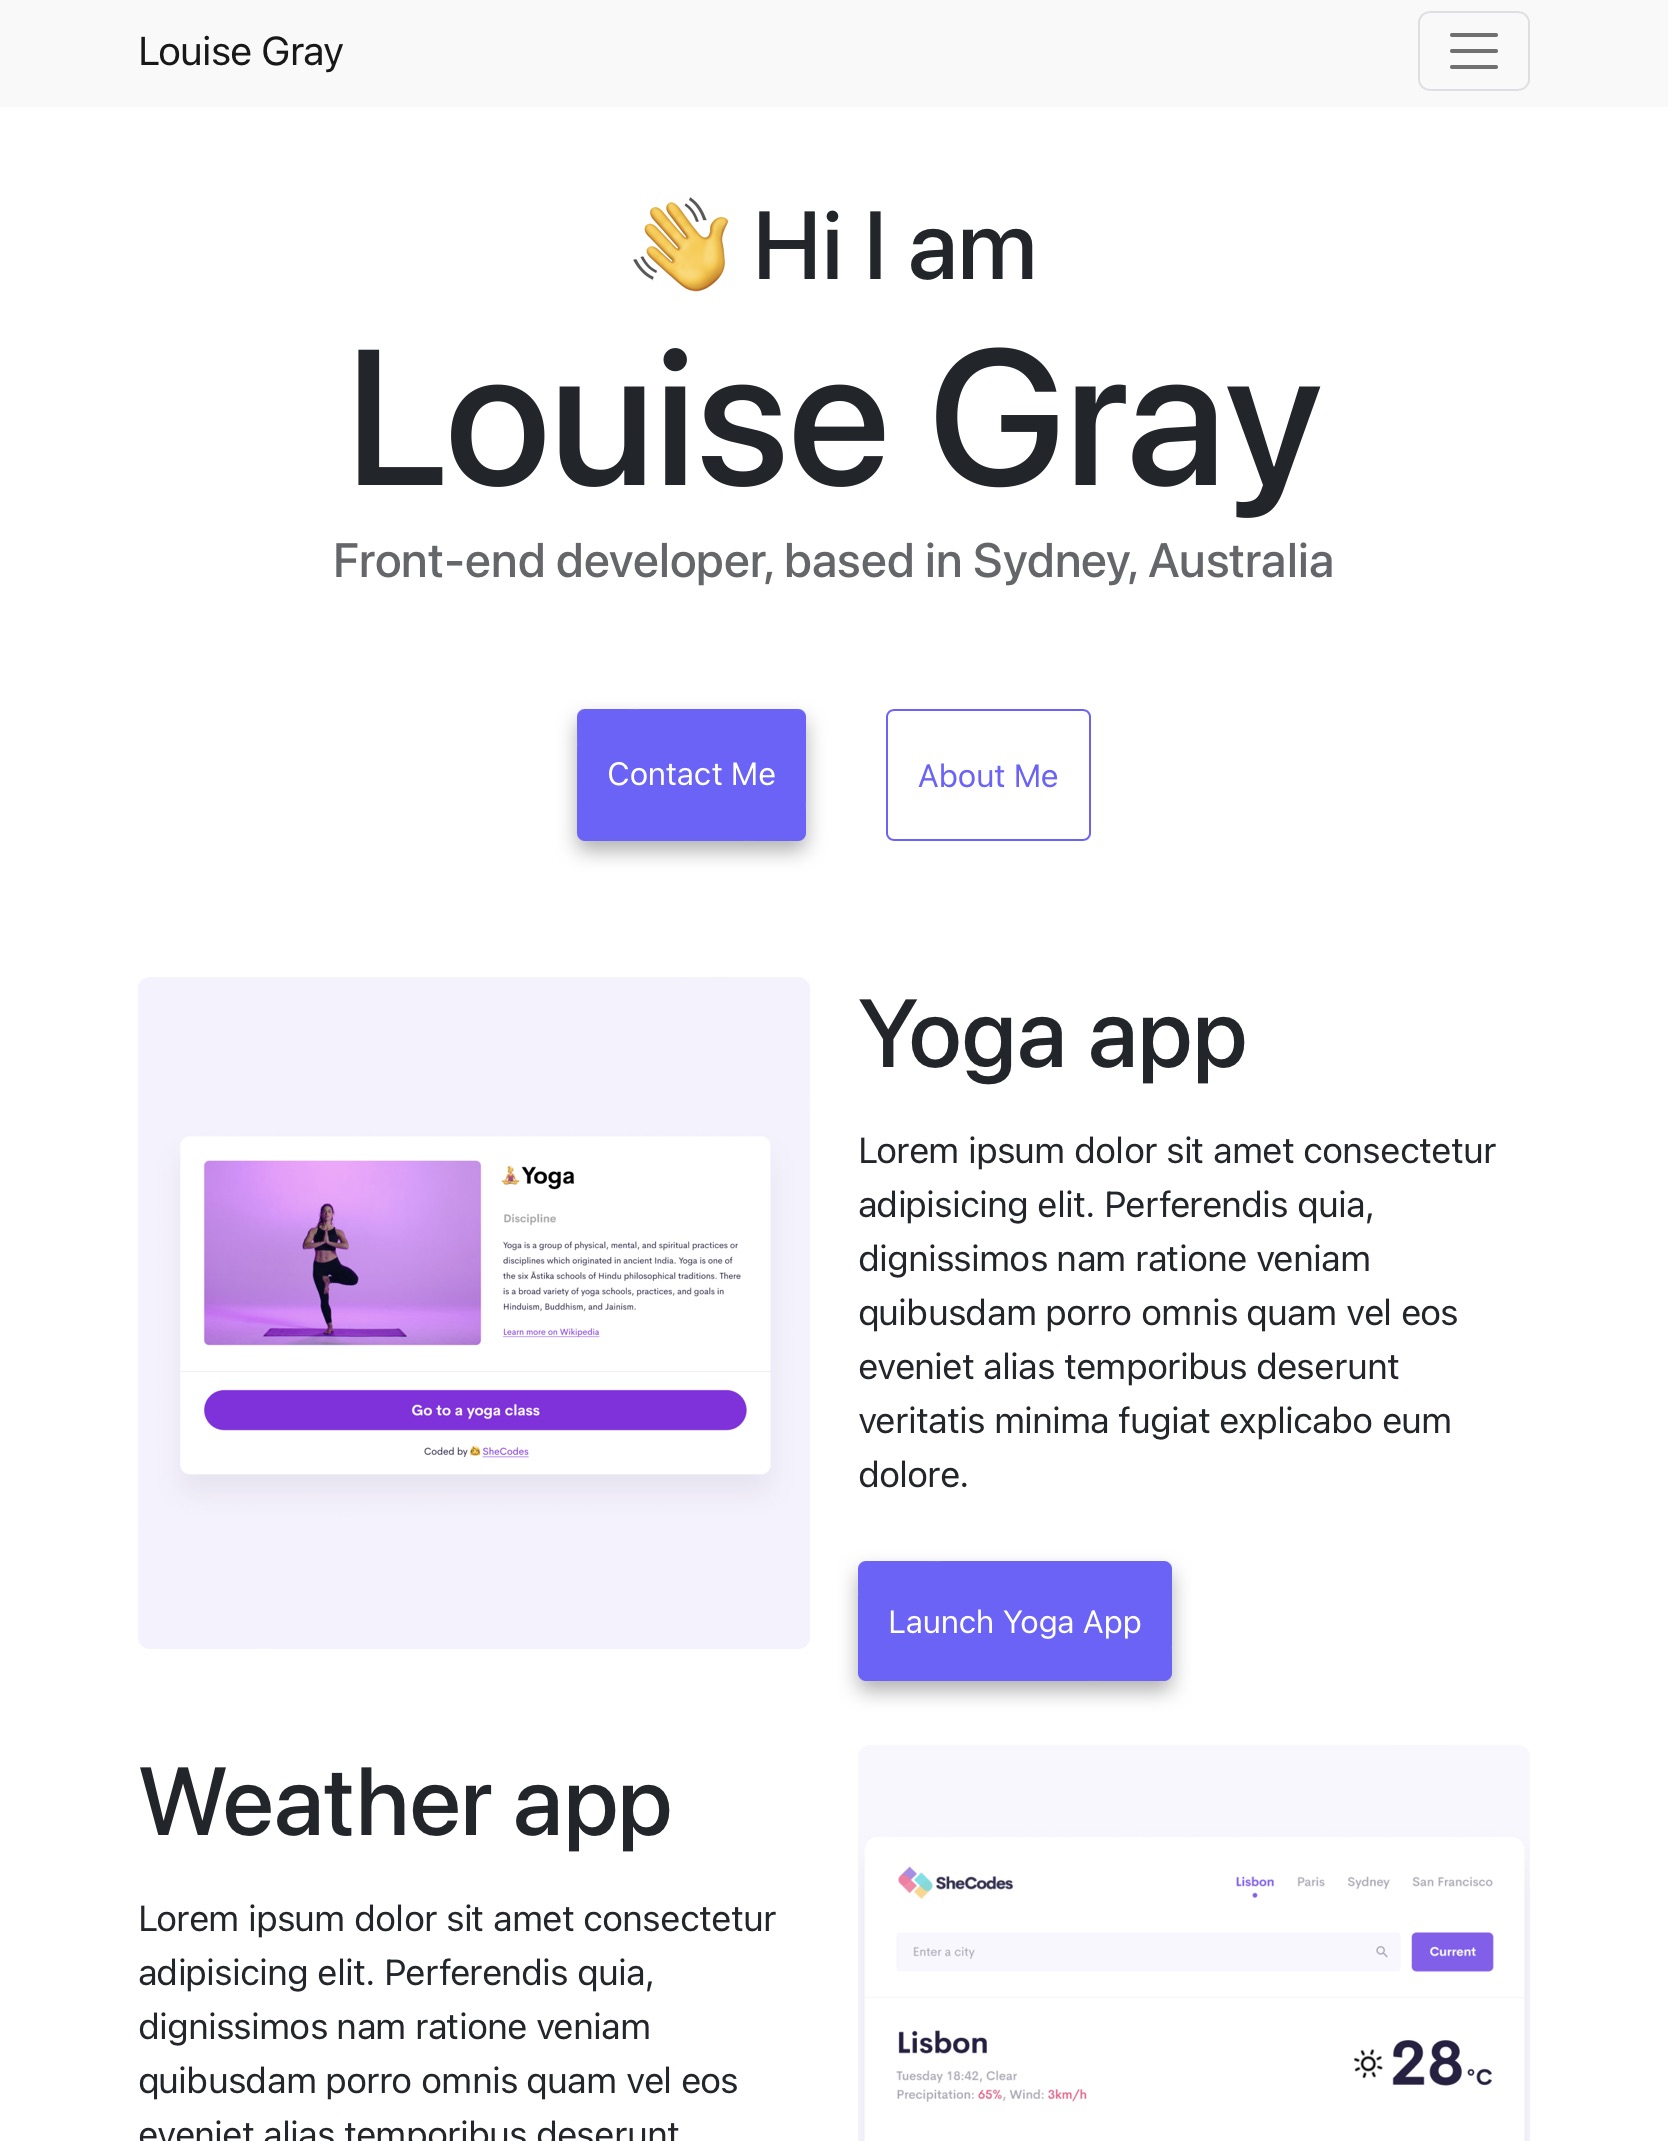 Louise Gray
👋 Hi I am
Louise Gray
Front-end developer, based in Sydney, Australia
Contact Me
About Me
🧘Yoga
Discipline
Yoga is a group of physical, mental, and spiritual practices or
disciplines which originated in ancient India. Yoga is one of
the six Āstika schools of Hindu philosophical traditions. There
is a broad variety of yoga schools, practices, and goals in
Hinduism, Buddhism, and Jainism.
Learn more on Wikipedia
Go to a yoga class
Coded by SheCodes
Yoga app
Lorem ipsum dolor sit amet consectetur
adipisicing elit. Perferendis quia,
dignissimos nam ratione veniam
quibusdam porro omnis quam vel eos
eveniet alias temporibus deserunt
veritatis minima fugiat explicabo eum
dolore.
Launch Yoga App
Weather app
Lorem ipsum dolor sit amet consectetur
adipisicing elit. Perferendis quia,
dignissimos nam ratione veniam
quibusdam porro omnis quam vel eos
eveniet alias temporibus deserunt
SheCodes
Lisbon Paris Sydney San Francisco
Enter a city
Current
Lisbon
Tuesday 18:42, Clear
Precipitation: 65%, Wind: 3km/h
28 °C